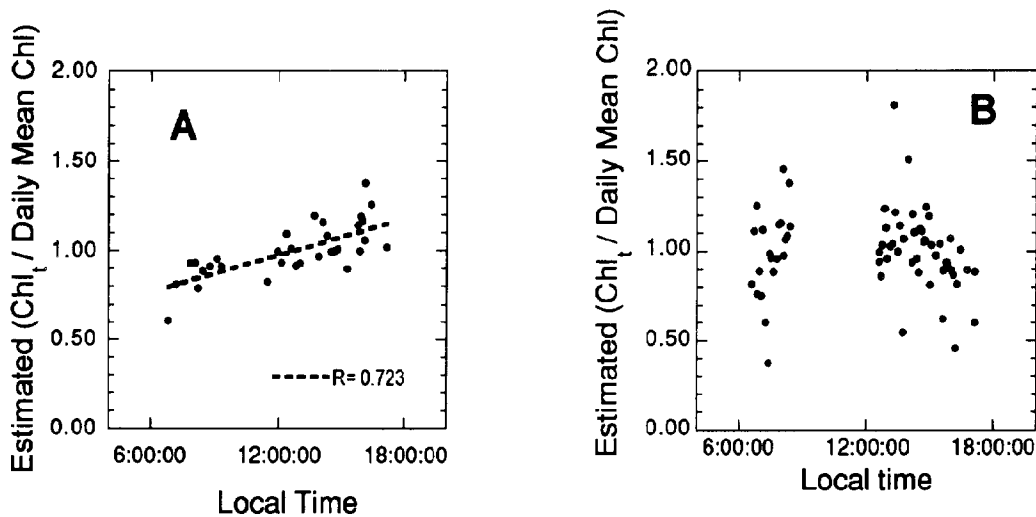 Estimated (Chl_t / Daily Mean Chl)
2.00
1.50
1.00
0.50
0.00
A
R= 0.723
6:00:00 12:00:00 18:00:00
Local Time
Estimated (Chl_t / Daily Mean Chl)
2.00
1.50
1.00
0.50
0.00
B
6:00:00 12:00:00 18:00:00
Local time